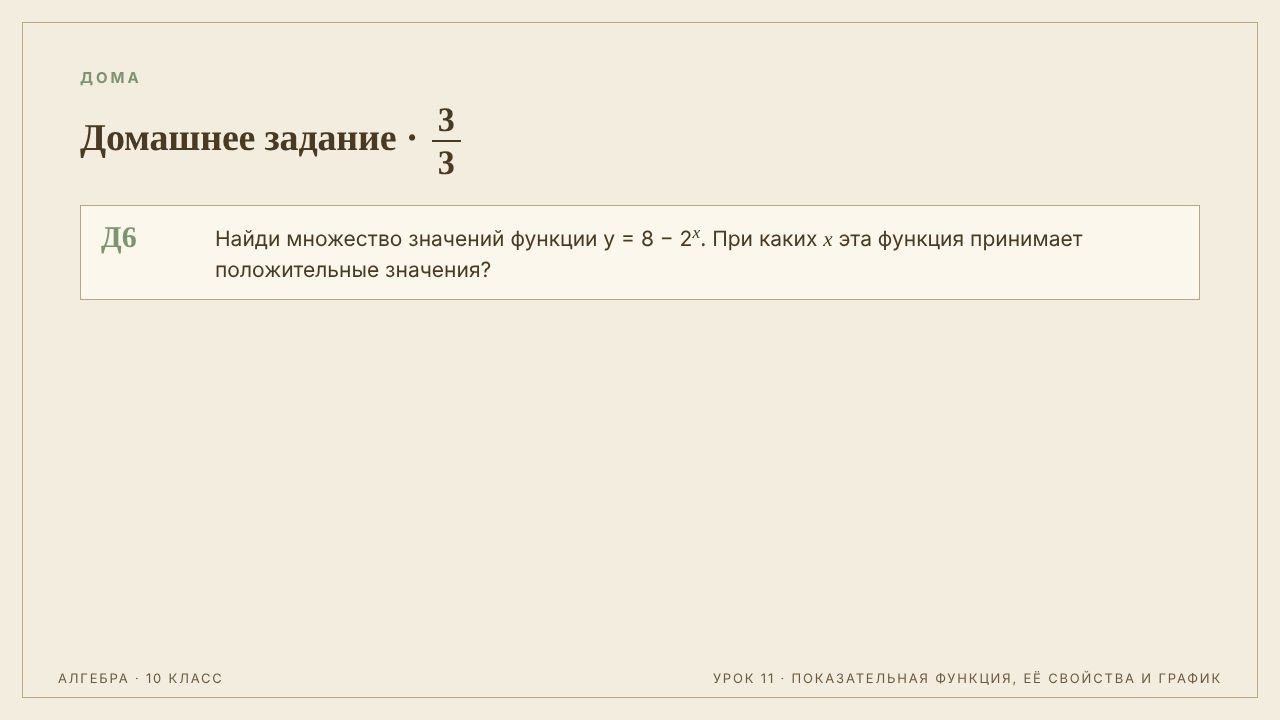 ДОМА
Домашнее задание · 3/3
Д6
Найди множество значений функции y = 8 − 2ˣ. При каких x эта функция принимает
положительные значения?
АЛГЕБРА · 10 КЛАСС
УРОК 11 · ПОКАЗАТЕЛЬНАЯ ФУНКЦИЯ, ЕЁ СВОЙСТВА И ГРАФИК